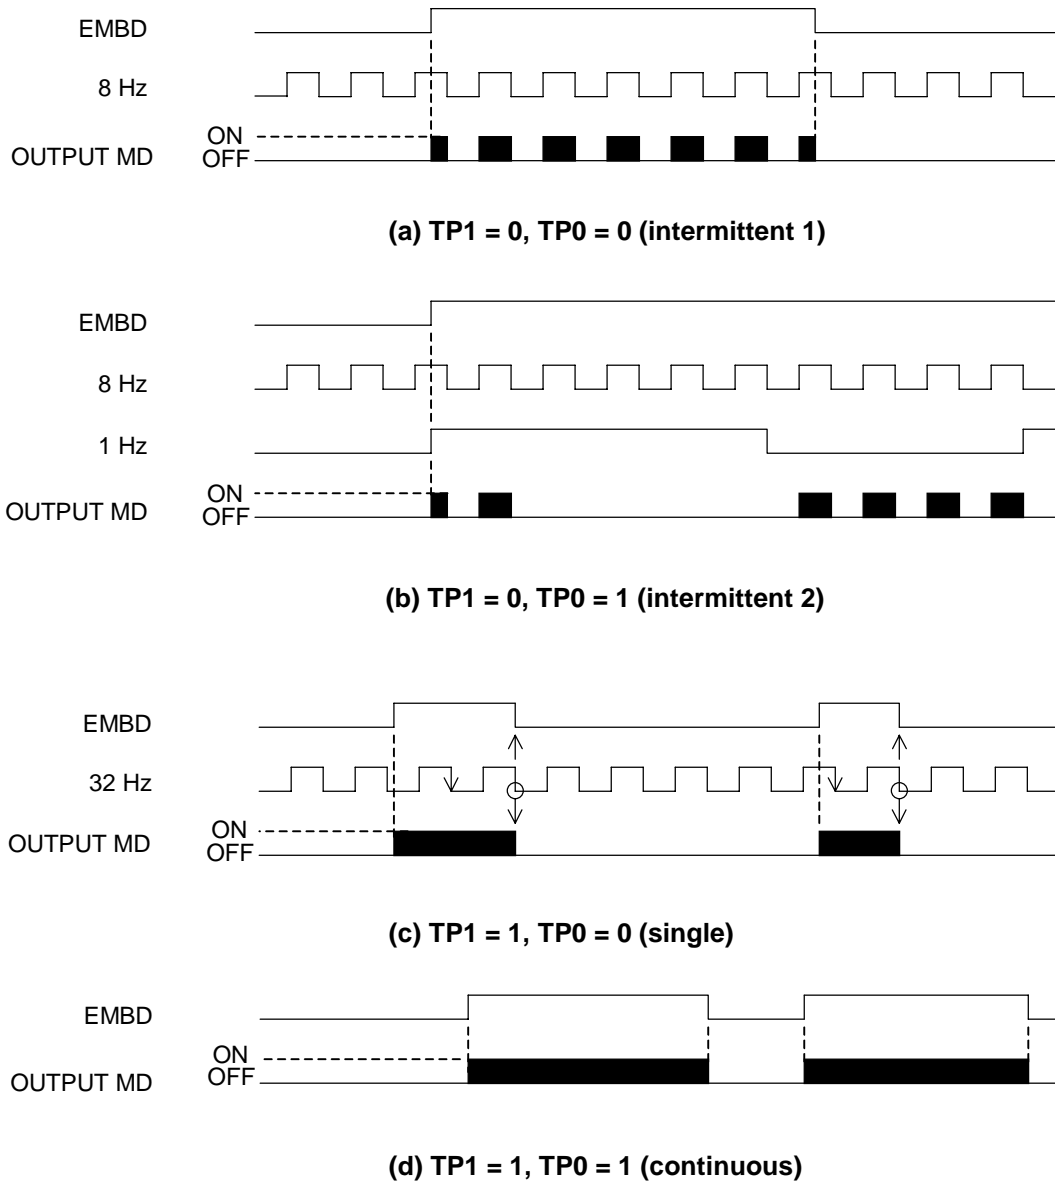 EMBD
8 Hz
ON
OUTPUT MD
OFF
(a) TP1 = 0, TP0 = 0 (intermittent 1)
EMBD
8 Hz
1 Hz
ON
OUTPUT MD
OFF
(b) TP1 = 0, TP0 = 1 (intermittent 2)
EMBD
32 Hz
ON
OUTPUT MD
OFF
(c) TP1 = 1, TP0 = 0 (single)
EMBD
ON
OUTPUT MD
OFF
(d) TP1 = 1, TP0 = 1 (continuous)